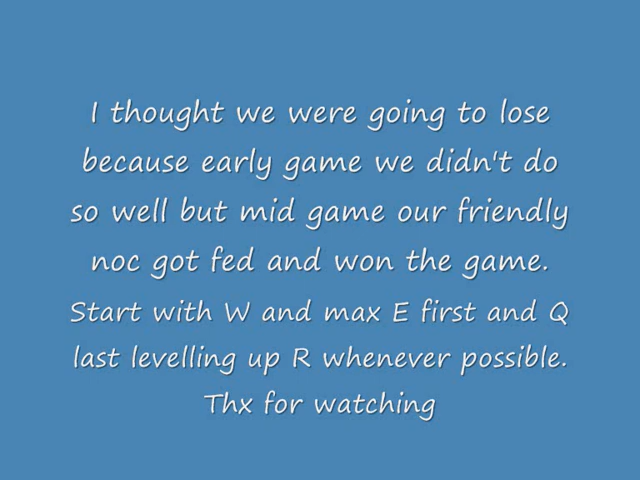 I thought we were going to lose
because early game we didn't do
so well but mid game our friendly
noc got fed and won the game.
Start with W and max E first and Q
last levelling up R whenever possible.
Thx for watching